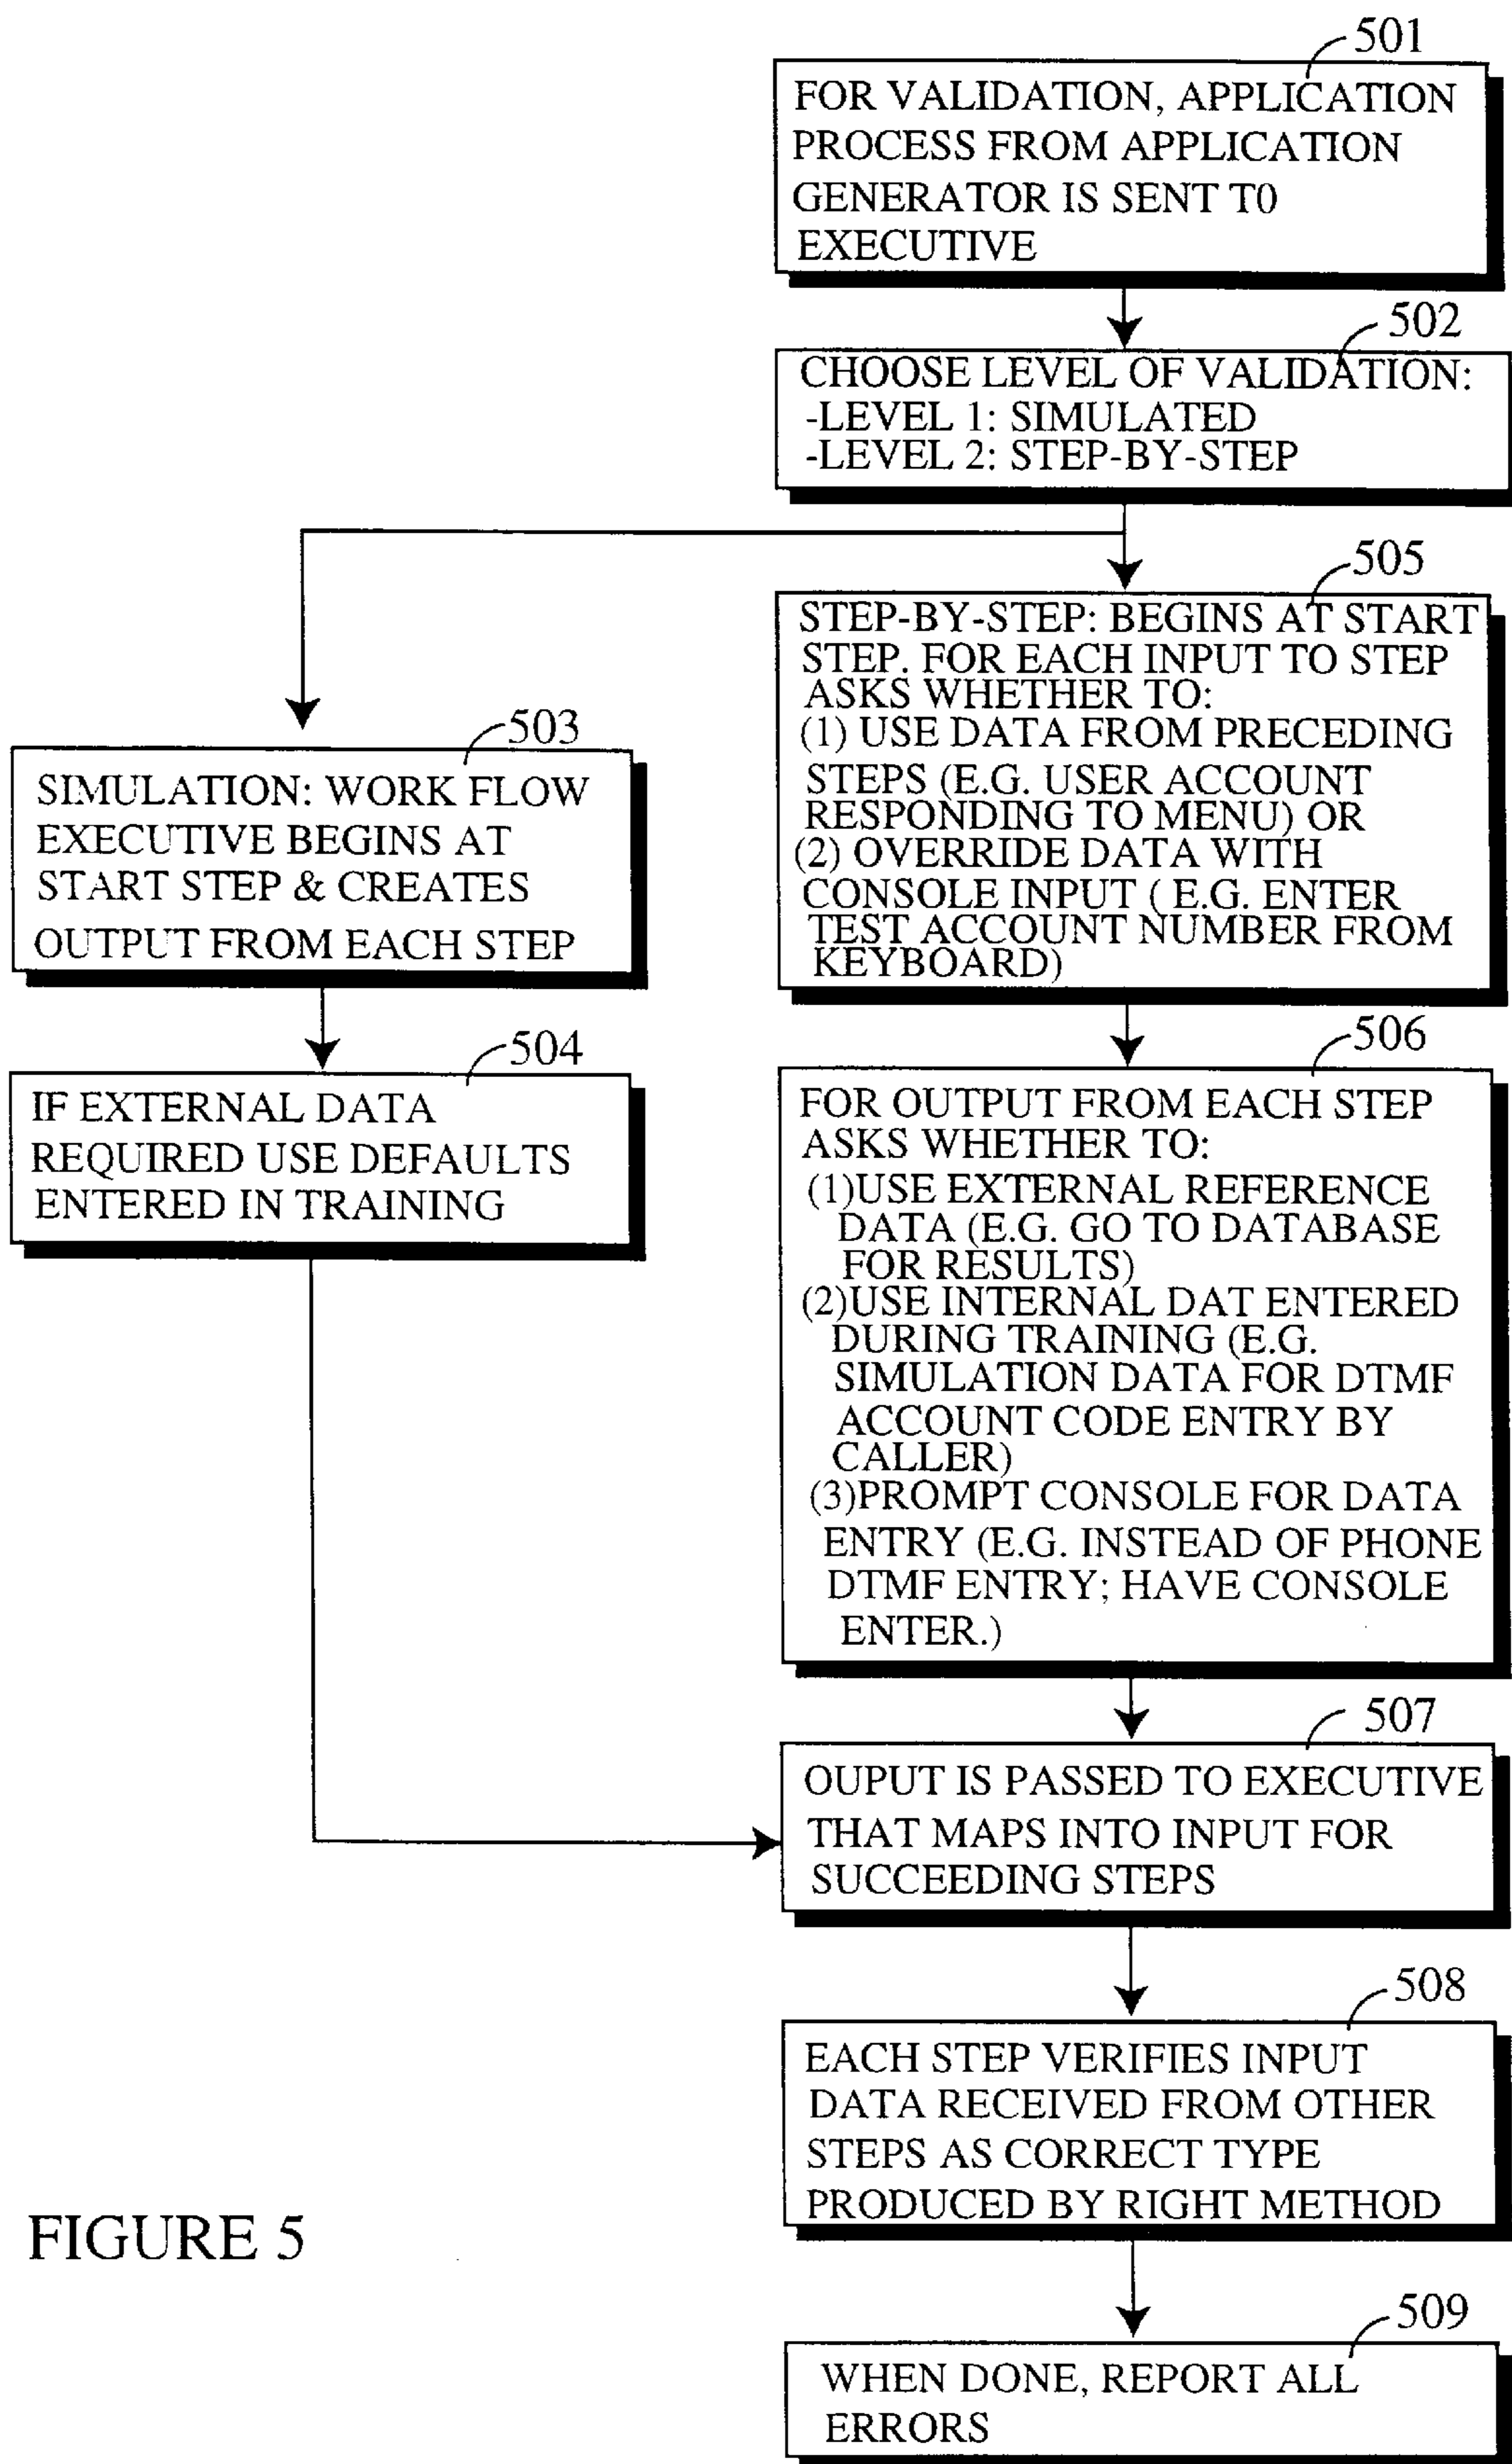 501
FOR VALIDATION, APPLICATION
PROCESS FROM APPLICATION
GENERATOR IS SENT T0
EXECUTIVE
502
CHOOSE LEVEL OF VALIDATION:
-LEVEL 1: SIMULATED
-LEVEL 2: STEP-BY-STEP
503
SIMULATION: WORK FLOW
EXECUTIVE BEGINS AT
START STEP & CREATES
OUTPUT FROM EACH STEP
504
IF EXTERNAL DATA
REQUIRED USE DEFAULTS
ENTERED IN TRAINING
505
STEP-BY-STEP: BEGINS AT START
STEP. FOR EACH INPUT TO STEP
ASKS WHETHER TO:
(1) USE DATA FROM PRECEDING
STEPS (E.G. USER ACCOUNT
RESPONDING TO MENU) OR
(2) OVERRIDE DATA WITH
CONSOLE INPUT ( E.G. ENTER
TEST ACCOUNT NUMBER FROM
KEYBOARD)
506
FOR OUTPUT FROM EACH STEP
ASKS WHETHER TO:
(1)USE EXTERNAL REFERENCE
DATA (E.G. GO TO DATABASE
FOR RESULTS)
(2)USE INTERNAL DAT ENTERED
DURING TRAINING (E.G.
SIMULATION DATA FOR DTMF
ACCOUNT CODE ENTRY BY
CALLER)
(3)PROMPT CONSOLE FOR DATA
ENTRY (E.G. INSTEAD OF PHONE
DTMF ENTRY; HAVE CONSOLE
ENTER.)
507
OUPUT IS PASSED TO EXECUTIVE
THAT MAPS INTO INPUT FOR
SUCCEEDING STEPS
508
EACH STEP VERIFIES INPUT
DATA RECEIVED FROM OTHER
STEPS AS CORRECT TYPE
PRODUCED BY RIGHT METHOD
509
WHEN DONE, REPORT ALL
ERRORS
FIGURE 5